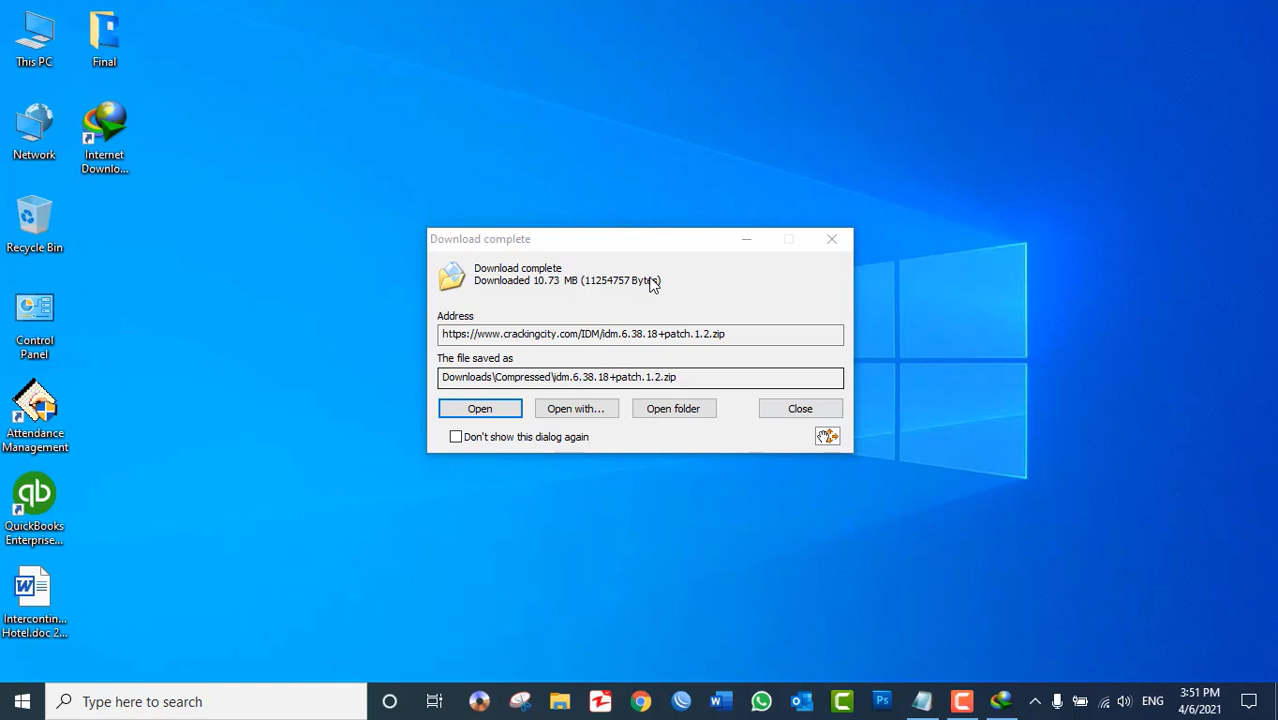 This PC
Final
Network
Internet
Downlo...
Recycle Bin
Control
Panel
Attendance
Management
qb
QuickBooks
Enterprise...
W
Intercontin...
Hotel.doc 2...
Download complete
Download complete
Downloaded 10.73 MB (11254757 Bytes)
Address
https://www.crackingcity.com/IDM/idm.6.38.18+patch.1.2.zip
The file saved as
Downloads\Compressed\idm.6.38.18+patch.1.2.zip
Open
Open with...
Open folder
Close
Don't show this dialog again
Type here to search
W
C
Ps
C
ENG
3:51 PM
4/6/2021